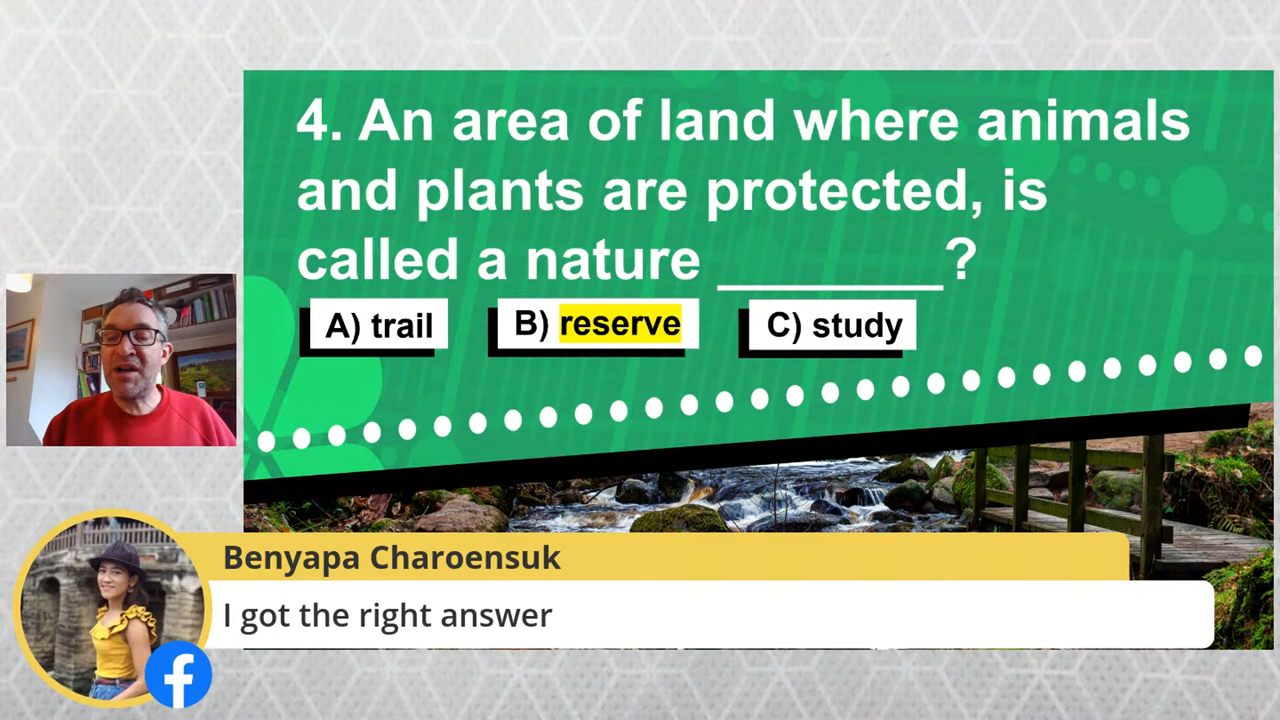 4. An area of land where animals
and plants are protected, is
called a nature ________?
A) trail B) reserve C) study
Benyapa Charoensuk
I got the right answer